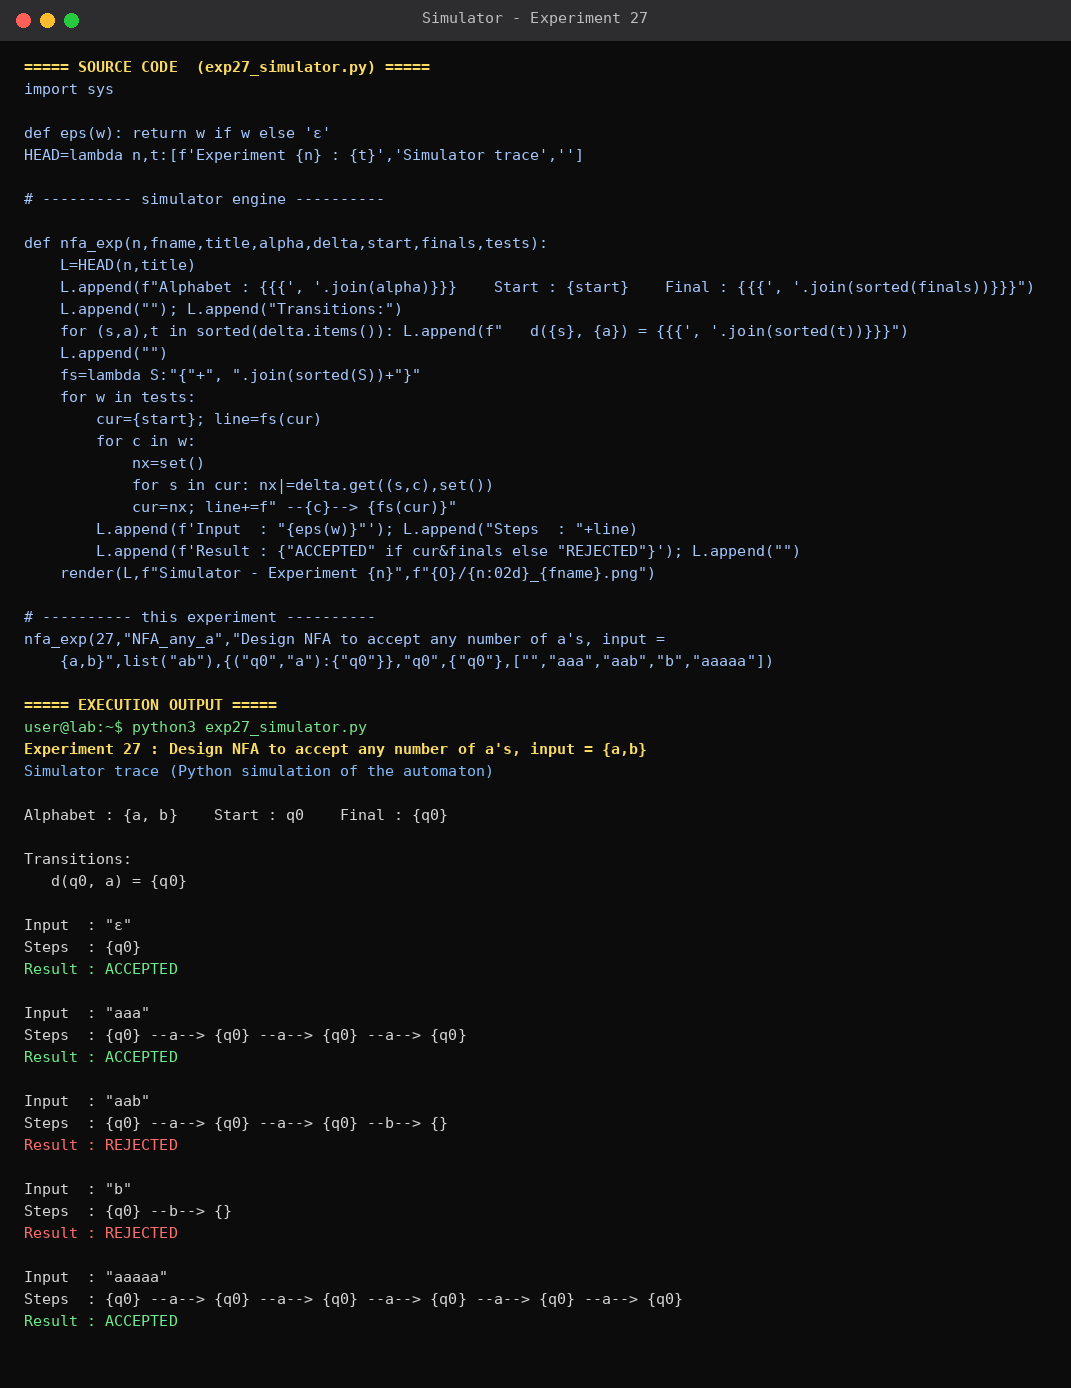 Simulator - Experiment 27
===== SOURCE CODE  (exp27_simulator.py) =====
import sys

def eps(w): return w if w else 'ε'
HEAD=lambda n,t:[f'Experiment {n} : {t}','Simulator trace','']

# ---------- simulator engine ----------

def nfa_exp(n,fname,title,alpha,delta,start,finals,tests):
    L=HEAD(n,title)
    L.append(f"Alphabet : {{{', '.join(alpha)}}}    Start : {start}    Final : {{{', '.join(sorted(finals))}}}")
    L.append(""); L.append("Transitions:")
    for (s,a),t in sorted(delta.items()): L.append(f"   d({s}, {a}) = {{{', '.join(sorted(t))}}}")
    L.append("")
    fs=lambda S:"{"+", ".join(sorted(S))+"}"
    for w in tests:
        cur={start}; line=fs(cur)
        for c in w:
            nx=set()
            for s in cur: nx|=delta.get((s,c),set())
            cur=nx; line+=f" --{c}--> {fs(cur)}"
        L.append(f'Input  : "{eps(w)}"'); L.append("Steps  : "+line)
        L.append(f'Result : {"ACCEPTED" if cur&finals else "REJECTED"}'); L.append("")
    render(L,f"Simulator - Experiment {n}",f"{O}/{n:02d}_{fname}.png")

# ---------- this experiment ----------
nfa_exp(27,"NFA_any_a","Design NFA to accept any number of a's, input =
    {a,b}",list("ab"),{("q0","a"):{"q0"}},"q0",{"q0"},["","aaa","aab","b","aaaaa"])

===== EXECUTION OUTPUT =====
user@lab:~$ python3 exp27_simulator.py
Experiment 27 : Design NFA to accept any number of a's, input = {a,b}
Simulator trace (Python simulation of the automaton)

Alphabet : {a, b}    Start : q0    Final : {q0}

Transitions:
   d(q0, a) = {q0}

Input  : "ε"
Steps  : {q0}
Result : ACCEPTED

Input  : "aaa"
Steps  : {q0} --a--> {q0} --a--> {q0} --a--> {q0}
Result : ACCEPTED

Input  : "aab"
Steps  : {q0} --a--> {q0} --a--> {q0} --b--> {}
Result : REJECTED

Input  : "b"
Steps  : {q0} --b--> {}
Result : REJECTED

Input  : "aaaaa"
Steps  : {q0} --a--> {q0} --a--> {q0} --a--> {q0} --a--> {q0} --a--> {q0}
Result : ACCEPTED